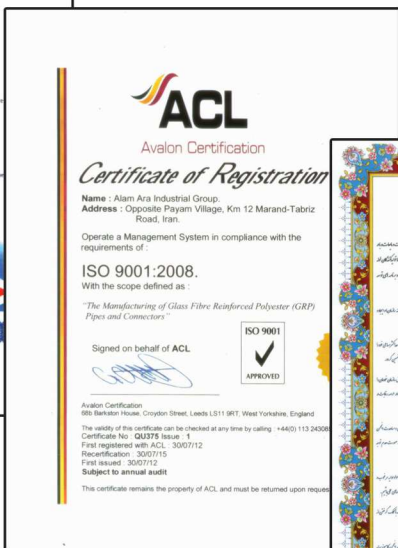 ACL
Avalon Certification
Certificate of Registration
Name : Alam Ara Industrial Group.
Address : Opposite Payam Village, Km 12 Marand-Tabriz
Road, Iran.
Operate a Management System in compliance with the
requirements of :
ISO 9001:2008.
With the scope defined as :
"The Manufacturing of Glass Fibre Reinforced Polyester (GRP)
Pipes and Connectors"
Signed on behalf of ACL
ISO 9001
APPROVED
Avalon Certification
68b Barkston House, Croydon Street, Leeds LS11 9RT, West Yorkshire, England
The validity of this certificate can be checked at any time by calling : +44(0) 113 24308
Certificate No : QU375 Issue : 1
First registered with ACL : 30/07/12
Recertification : 30/07/15
First issued : 30/07/12
Subject to annual audit
This certificate remains the property of ACL and must be returned upon reques